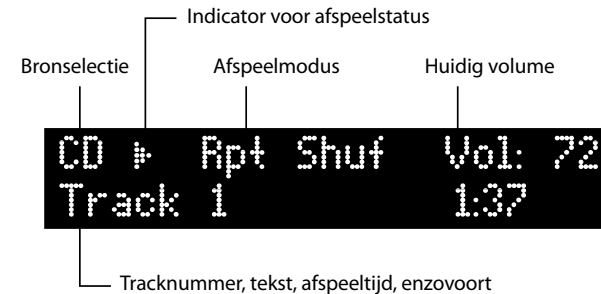 Indicator voor afspeelstatus
Bronselectie Afspeelmodus Huidig volume
CD Rpt Shuf Vol: 72
Track 1 1:37
Tracknummer, tekst, afspeeltijd, enzovoort